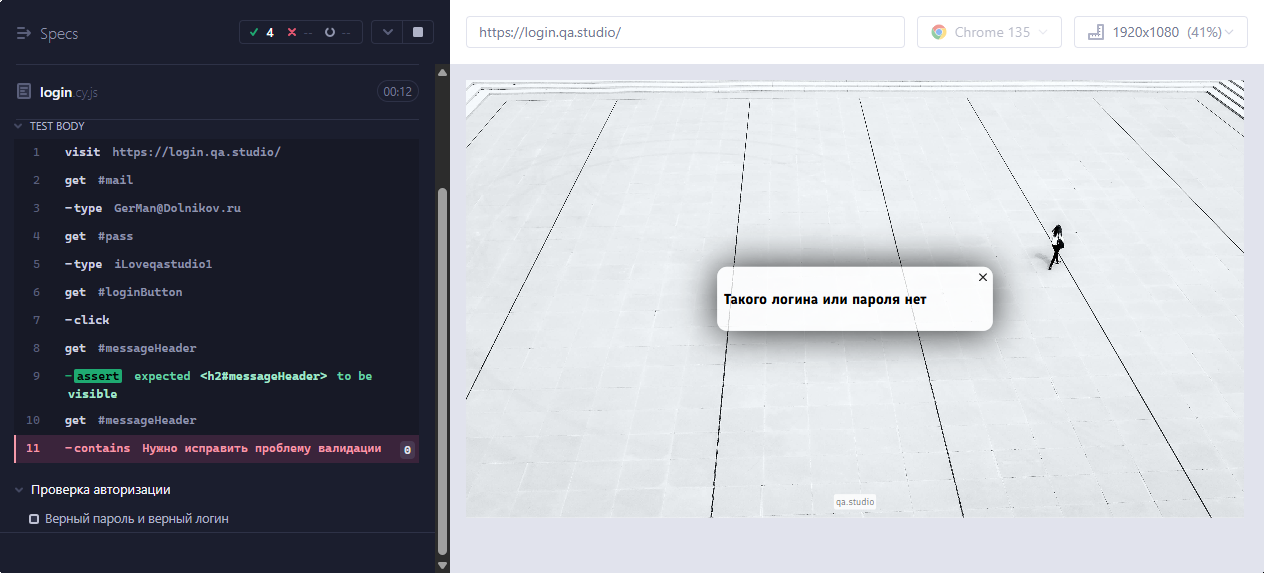 Specs
4 -- --
login.cy.js
00:12
TEST BODY
1 visit https://login.qa.studio/
2 get #mail
3 -type GerMan@Dolnikov.ru
4 get #pass
5 -type iLoveqastudio1
6 get #loginButton
7 -click
8 get #messageHeader
9 -assert expected <h2#messageHeader> to be
visible
10 get #messageHeader
11 -contains Нужно исправить проблему валидации 0
Проверка авторизации
Верный пароль и верный логин
https://login.qa.studio/
Chrome 135
1920x1080 (41%)
Такого логина или пароля нет
qa.studio